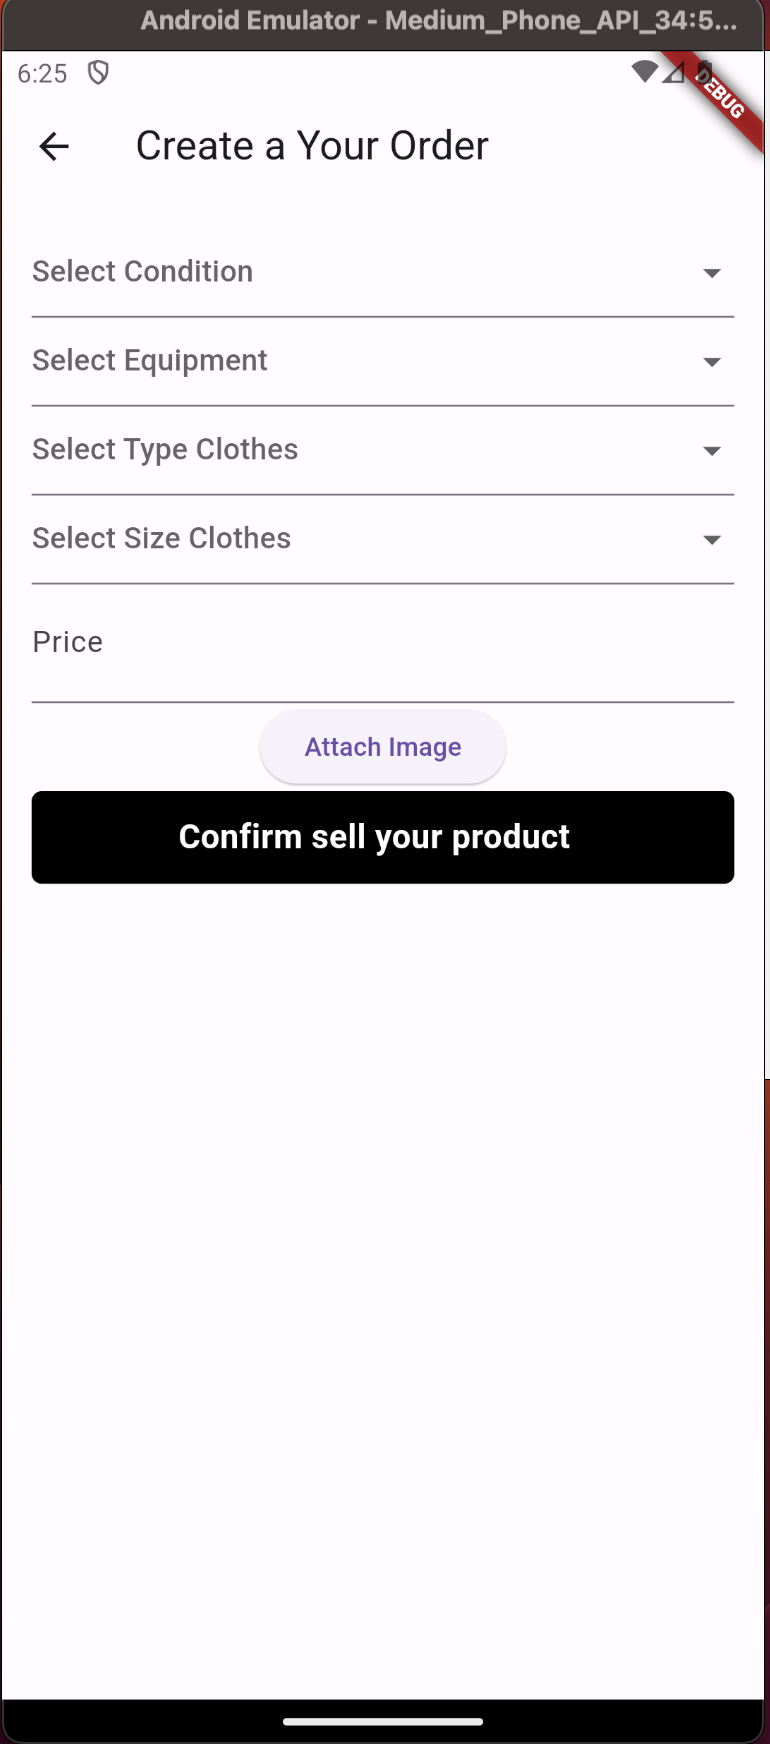 Android Emulator - Medium_Phone_API_34:5...
6:25
DEBUG
Create a Your Order
Select Condition
Select Equipment
Select Type Clothes
Select Size Clothes
Price
Attach Image
Confirm sell your product